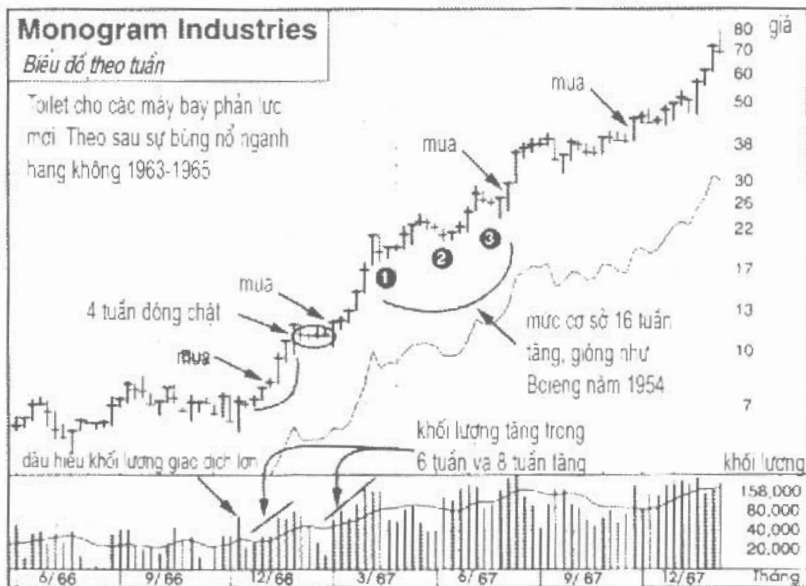 Monogram Industries
Biểu đồ theo tuần
Toilet cho các máy bay phản lực
mới. Theo sau sự bùng nổ ngành
hàng không 1963-1965
80
giá
70
60
50
38
30
26
22
17
13
10
7
mua
mua
mua
mua
4 tuần đóng chặt
1
2
3
mức cơ sở 16 tuần
tăng, giống như
Boieng năm 1954
khối lượng tăng trong
6 tuần và 8 tuần tăng
dấu hiệu khối lượng giao dịch lớn
khối lượng
158,000
80,000
40,000
20,000
6/ 66
9/ 66
12/ 66
3/ 67
6/ 67
9/ 67
12/ 67
Tháng